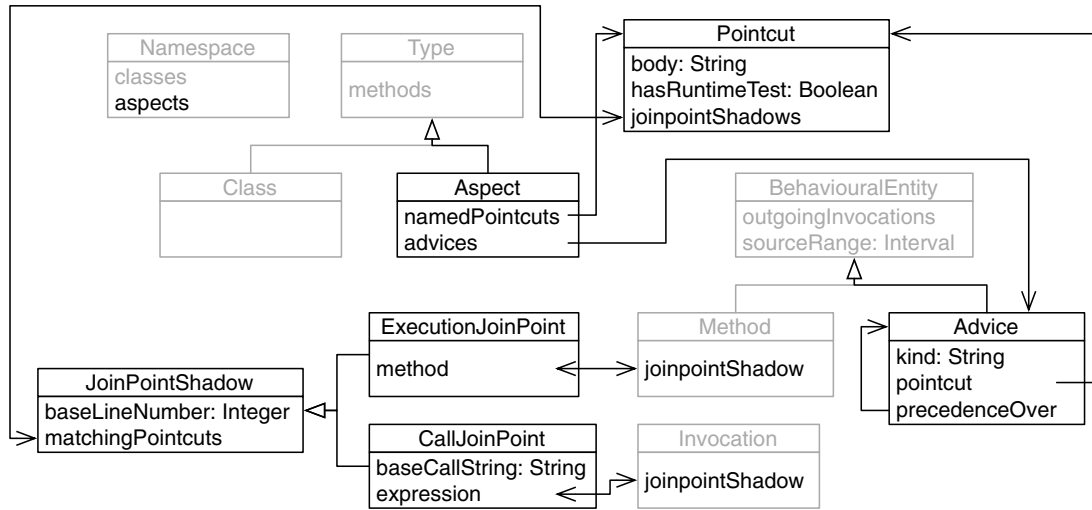 Namespace
classes
aspects
Type
methods
Pointcut
body: String
hasRuntimeTest: Boolean
joinpointShadows
Class
Aspect
namedPointcuts
advices
BehaviouralEntity
outgoingInvocations
sourceRange: Interval
ExecutionJoinPoint
method
Method
joinpointShadow
Advice
kind: String
pointcut
precedenceOver
JoinPointShadow
baseLineNumber: Integer
matchingPointcuts
CallJoinPoint
baseCallString: String
expression
Invocation
joinpointShadow